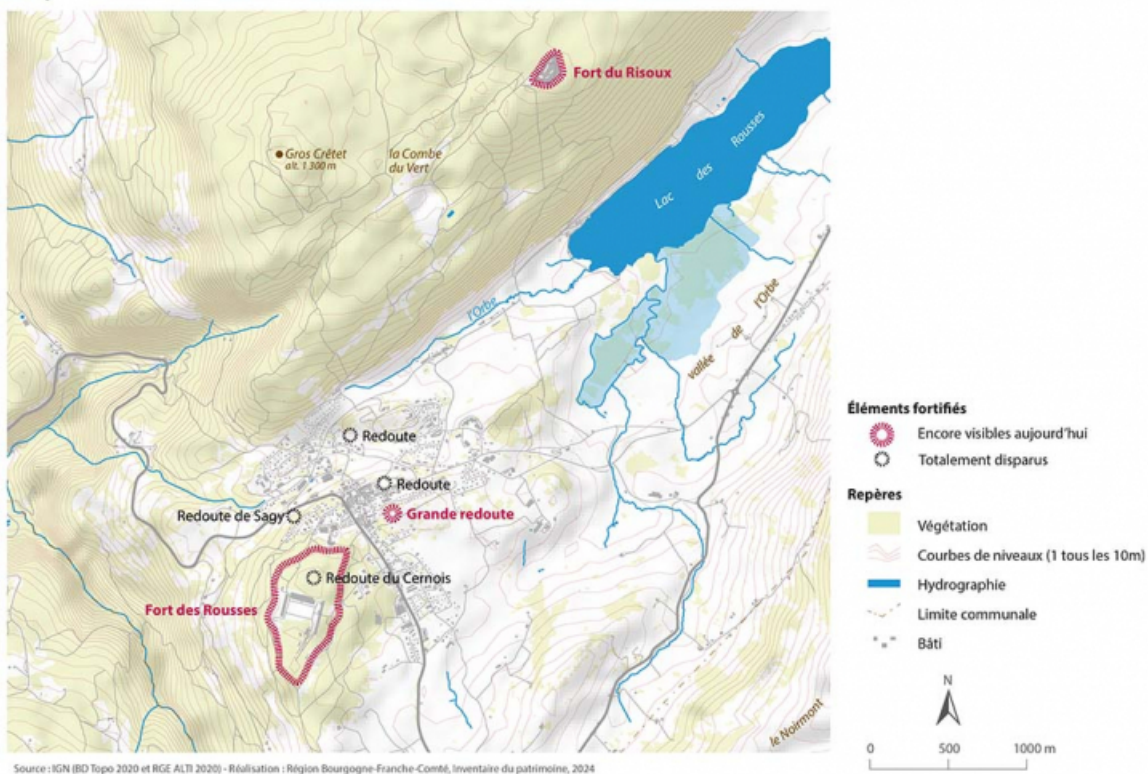 Fort du Risoux
Gros Crêtet
alt. 1 300 m
la Combe
du Vert
Lac des Rousses
l'Orbe
vallée de l'Orbe
Redoute
Redoute
Redoute de Sagy
Grande redoute
Redoute du Cernois
Fort des Rousses
le Noirmont
Éléments fortifiés
Encore visibles aujourd'hui
Totalement disparus
Repères
Végétation
Courbes de niveaux (1 tous les 10m)
Hydrographie
Limite communale
Bâti
N
0 500 1000 m
Source : IGN (BD Topo 2020 et RGE ALTI 2020) - Réalisation : Région Bourgogne-Franche-Comté, Inventaire du patrimoine, 2024